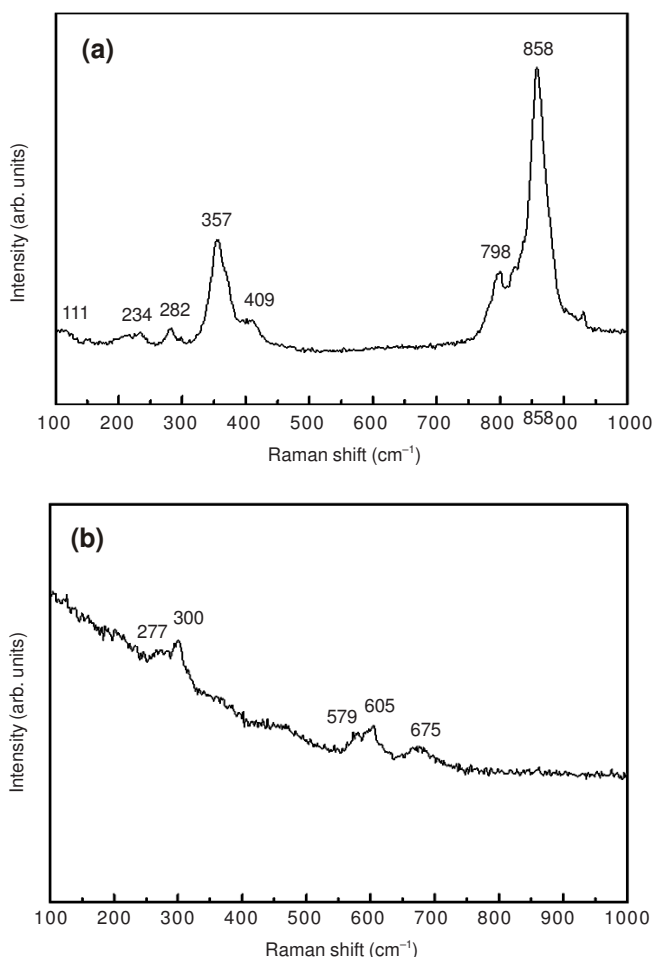 (a)
858
357
798
111
234
282
409
Intensity (arb. units)
100 200 300 400 500 600 700 800 858 00 1000
Raman shift (cm⁻¹)
(b)
277
300
579
605
675
Intensity (arb. units)
100 200 300 400 500 600 700 800 900 1000
Raman shift (cm⁻¹)